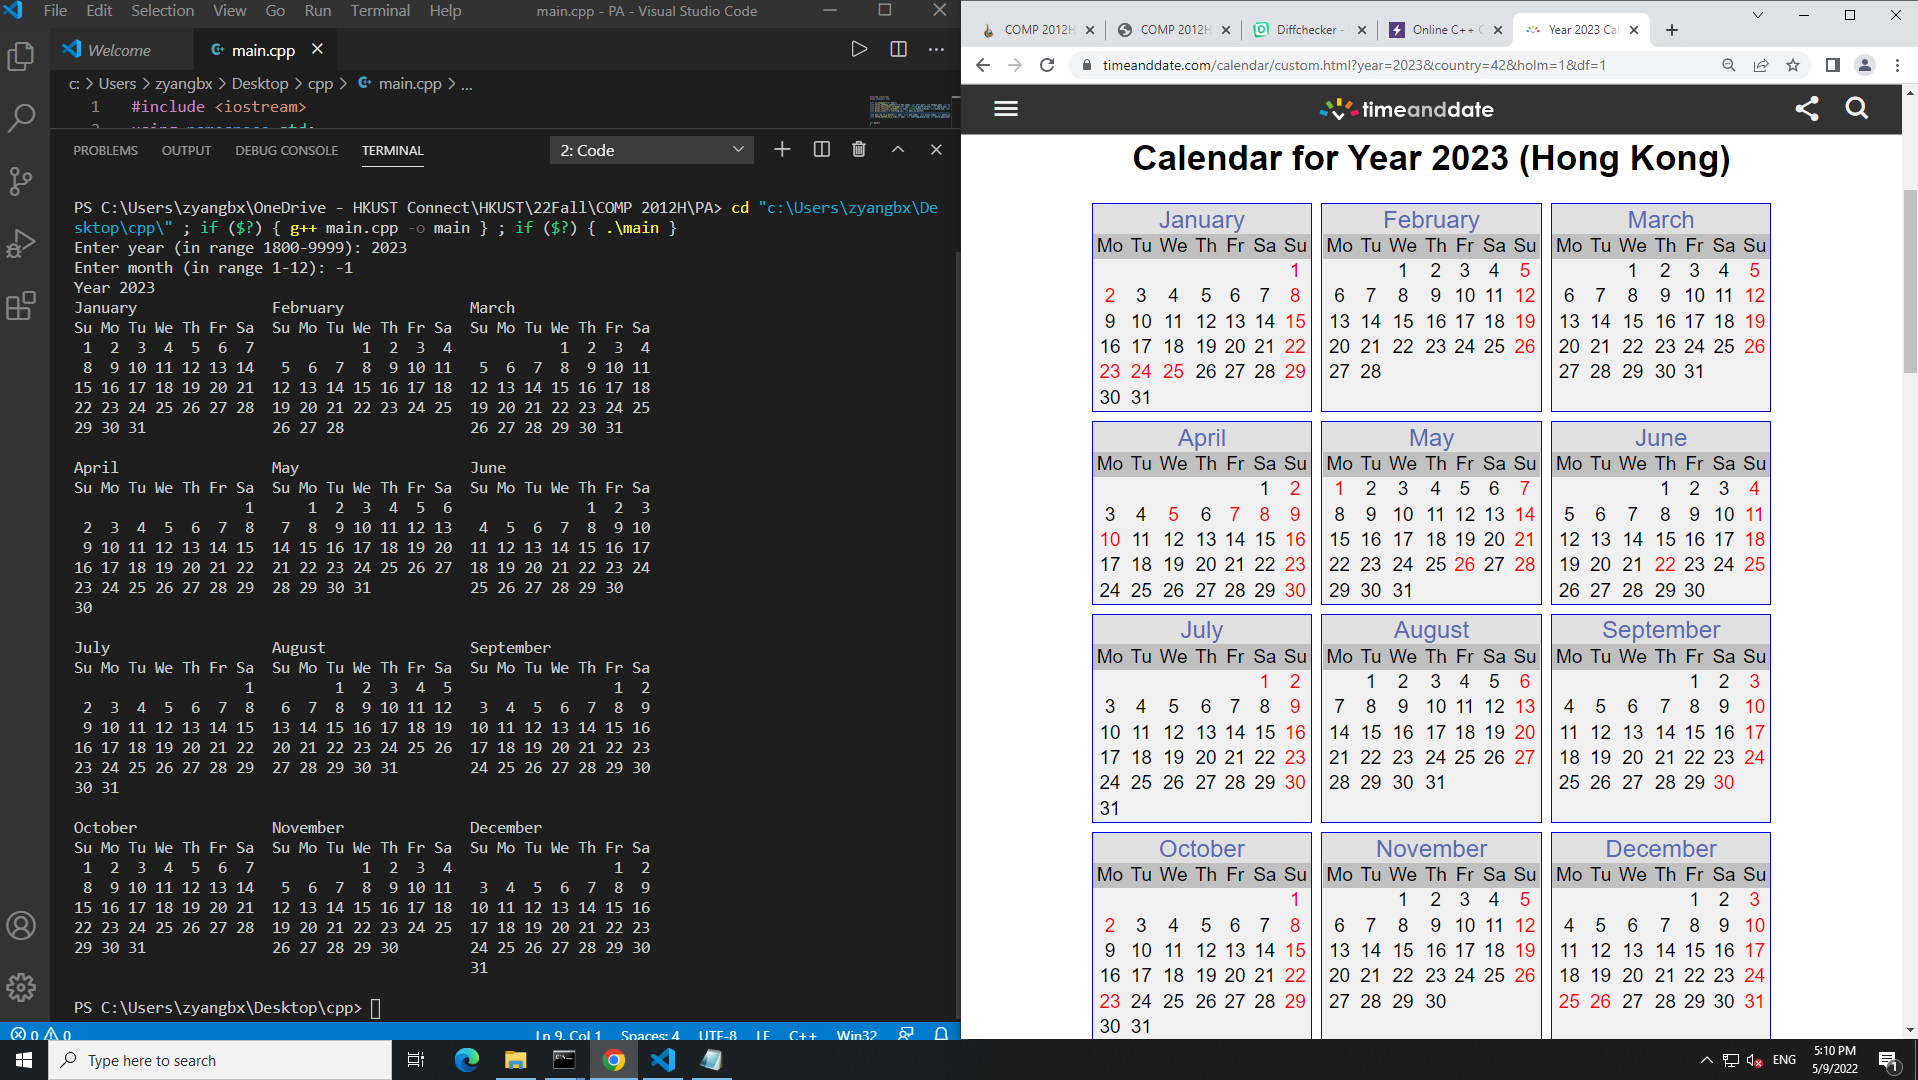 File Edit Selection View Go Run Terminal Help main.cpp - PA - Visual Studio Code
Welcome main.cpp
c: > Users > zyangbx > Desktop > cpp > main.cpp > ...
1 #include <iostream>
PROBLEMS OUTPUT DEBUG CONSOLE TERMINAL 2: Code
PS C:\Users\zyangbx\OneDrive - HKUST Connect\HKUST\22Fall\COMP 2012H\PA> cd "c:\Users\zyangbx\De
sktop\cpp\" ; if ($?) { g++ main.cpp -o main } ; if ($?) { .\main }
Enter year (in range 1800-9999): 2023
Enter month (in range 1-12): -1
Year 2023
January February March
Su Mo Tu We Th Fr Sa Su Mo Tu We Th Fr Sa Su Mo Tu We Th Fr Sa
1 2 3 4 5 6 7 1 2 3 4 1 2 3 4
8 9 10 11 12 13 14 5 6 7 8 9 10 11 5 6 7 8 9 10 11
15 16 17 18 19 20 21 12 13 14 15 16 17 18 12 13 14 15 16 17 18
22 23 24 25 26 27 28 19 20 21 22 23 24 25 19 20 21 22 23 24 25
29 30 31 26 27 28 26 27 28 29 30 31
April May June
Su Mo Tu We Th Fr Sa Su Mo Tu We Th Fr Sa Su Mo Tu We Th Fr Sa
1 1 2 3 4 5 6 1 2 3
2 3 4 5 6 7 8 7 8 9 10 11 12 13 4 5 6 7 8 9 10
9 10 11 12 13 14 15 14 15 16 17 18 19 20 11 12 13 14 15 16 17
16 17 18 19 20 21 22 21 22 23 24 25 26 27 18 19 20 21 22 23 24
23 24 25 26 27 28 29 28 29 30 31 25 26 27 28 29 30
30
July August September
Su Mo Tu We Th Fr Sa Su Mo Tu We Th Fr Sa Su Mo Tu We Th Fr Sa
1 1 2 3 4 5 1 2
2 3 4 5 6 7 8 6 7 8 9 10 11 12 3 4 5 6 7 8 9
9 10 11 12 13 14 15 13 14 15 16 17 18 19 10 11 12 13 14 15 16
16 17 18 19 20 21 22 20 21 22 23 24 25 26 17 18 19 20 21 22 23
23 24 25 26 27 28 29 27 28 29 30 31 24 25 26 27 28 29 30
30 31
October November December
Su Mo Tu We Th Fr Sa Su Mo Tu We Th Fr Sa Su Mo Tu We Th Fr Sa
1 2 3 4 5 6 7 1 2 3 4 1 2
8 9 10 11 12 13 14 5 6 7 8 9 10 11 3 4 5 6 7 8 9
15 16 17 18 19 20 21 12 13 14 15 16 17 18 10 11 12 13 14 15 16
22 23 24 25 26 27 28 19 20 21 22 23 24 25 17 18 19 20 21 22 23
29 30 31 26 27 28 29 30 24 25 26 27 28 29 30
31
PS C:\Users\zyangbx\Desktop\cpp>
0 0 Ln 9, Col 1 Spaces: 4 UTF-8 LF C++ Win32
COMP 2012H COMP 2012H Diffchecker - Online C++ C Year 2023 Cal
timeanddate.com/calendar/custom.html?year=2023&country=42&holm=1&df=1
timeanddate
Calendar for Year 2023 (Hong Kong)
January February March
Mo Tu We Th Fr Sa Su Mo Tu We Th Fr Sa Su Mo Tu We Th Fr Sa Su
1 1 2 3 4 5 1 2 3 4 5
2 3 4 5 6 7 8 6 7 8 9 10 11 12 6 7 8 9 10 11 12
9 10 11 12 13 14 15 13 14 15 16 17 18 19 13 14 15 16 17 18 19
16 17 18 19 20 21 22 20 21 22 23 24 25 26 20 21 22 23 24 25 26
23 24 25 26 27 28 29 27 28 27 28 29 30 31
30 31
April May June
Mo Tu We Th Fr Sa Su Mo Tu We Th Fr Sa Su Mo Tu We Th Fr Sa Su
1 2 1 2 3 4 5 6 7 1 2 3 4
3 4 5 6 7 8 9 8 9 10 11 12 13 14 5 6 7 8 9 10 11
10 11 12 13 14 15 16 15 16 17 18 19 20 21 12 13 14 15 16 17 18
17 18 19 20 21 22 23 22 23 24 25 26 27 28 19 20 21 22 23 24 25
24 25 26 27 28 29 30 29 30 31 26 27 28 29 30
July August September
Mo Tu We Th Fr Sa Su Mo Tu We Th Fr Sa Su Mo Tu We Th Fr Sa Su
1 2 1 2 3 4 5 6 1 2 3
3 4 5 6 7 8 9 7 8 9 10 11 12 13 4 5 6 7 8 9 10
10 11 12 13 14 15 16 14 15 16 17 18 19 20 11 12 13 14 15 16 17
17 18 19 20 21 22 23 21 22 23 24 25 26 27 18 19 20 21 22 23 24
24 25 26 27 28 29 30 28 29 30 31 25 26 27 28 29 30
31
October November December
Mo Tu We Th Fr Sa Su Mo Tu We Th Fr Sa Su Mo Tu We Th Fr Sa Su
1 1 2 3 4 5 1 2 3
2 3 4 5 6 7 8 6 7 8 9 10 11 12 4 5 6 7 8 9 10
9 10 11 12 13 14 15 13 14 15 16 17 18 19 11 12 13 14 15 16 17
16 17 18 19 20 21 22 20 21 22 23 24 25 26 18 19 20 21 22 23 24
23 24 25 26 27 28 29 27 28 29 30 25 26 27 28 29 30 31
30 31
Type here to search
ENG
5:10 PM
5/9/2022
1